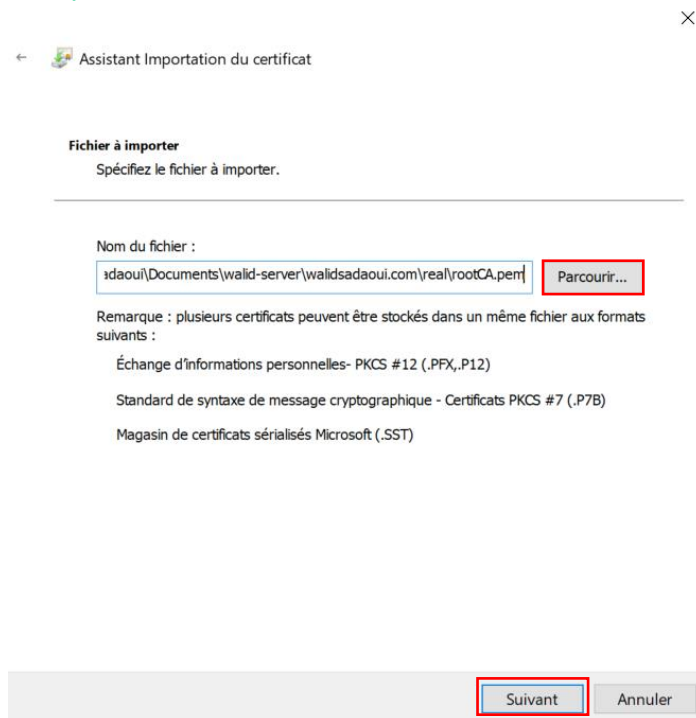 Assistant Importation du certificat
Fichier à importer
Spécifiez le fichier à importer.
Nom du fichier :
adaoui\Documents\walid-server\walidsadaoui.com\real\rootCA.pem
Parcourir...
Remarque : plusieurs certificats peuvent être stockés dans un même fichier aux formats
suivants :
Échange d’informations personnelles- PKCS #12 (.PFX,.P12)
Standard de syntaxe de message cryptographique - Certificats PKCS #7 (.P7B)
Magasin de certificats sérialisés Microsoft (.SST)
Suivant
Annuler